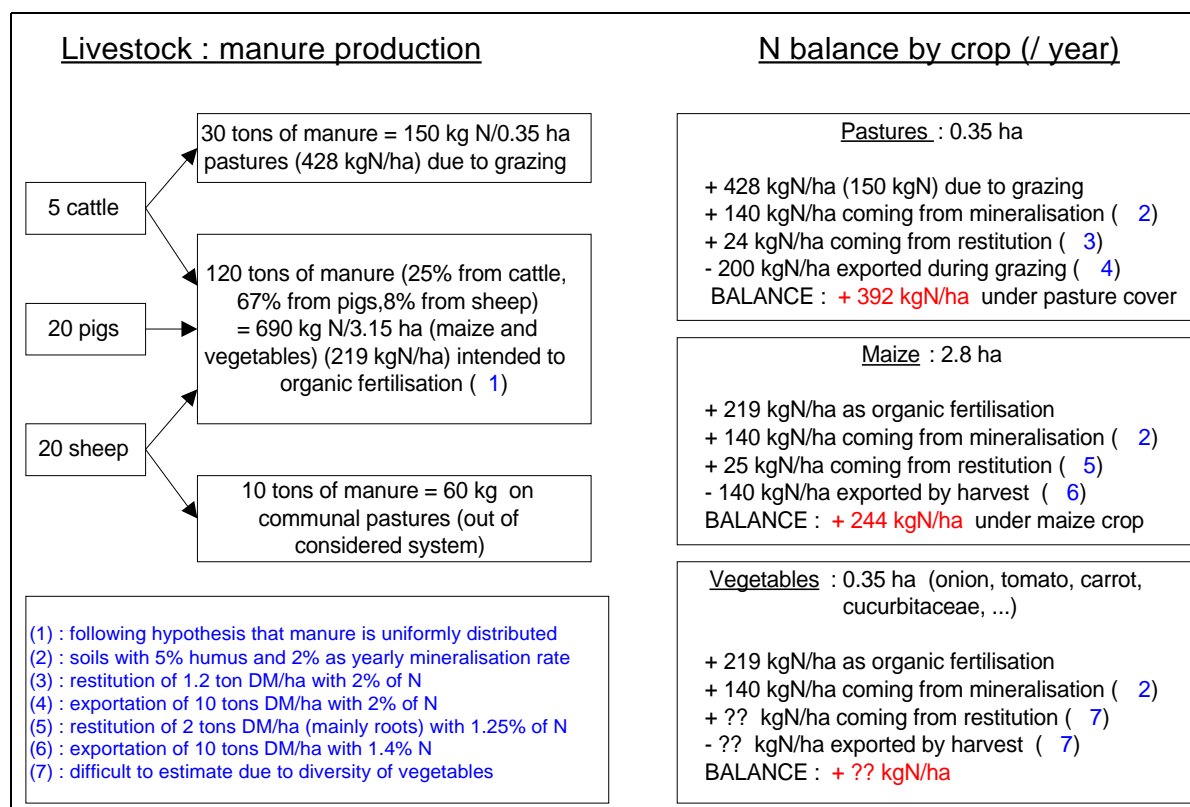 Livestock : manure production
30 tons of manure = 150 kg N/0.35 ha
pastures (428 kgN/ha) due to grazing
5 cattle
120 tons of manure (25% from cattle,
67% from pigs,8% from sheep)
= 690 kg N/3.15 ha (maize and
vegetables) (219 kgN/ha) intended to
organic fertilisation ( 1)
20 pigs
20 sheep
10 tons of manure = 60 kg on
communal pastures (out of
considered system)
(1) : following hypothesis that manure is uniformly distributed
(2) : soils with 5% humus and 2% as yearly mineralisation rate
(3) : restitution of 1.2 ton DM/ha with 2% of N
(4) : exportation of 10 tons DM/ha with 2% of N
(5) : restitution of 2 tons DM/ha (mainly roots) with 1.25% of N
(6) : exportation of 10 tons DM/ha with 1.4% N
(7) : difficult to estimate due to diversity of vegetables
N balance by crop (/ year)
Pastures : 0.35 ha
+ 428 kgN/ha (150 kgN) due to grazing
+ 140 kgN/ha coming from mineralisation ( 2)
+ 24 kgN/ha coming from restitution ( 3)
- 200 kgN/ha exported during grazing ( 4)
BALANCE : + 392 kgN/ha under pasture cover
Maize : 2.8 ha
+ 219 kgN/ha as organic fertilisation
+ 140 kgN/ha coming from mineralisation ( 2)
+ 25 kgN/ha coming from restitution ( 5)
- 140 kgN/ha exported by harvest ( 6)
BALANCE : + 244 kgN/ha under maize crop
Vegetables : 0.35 ha (onion, tomato, carrot,
cucurbitaceae, ...)
+ 219 kgN/ha as organic fertilisation
+ 140 kgN/ha coming from mineralisation ( 2)
+ ?? kgN/ha coming from restitution ( 7)
- ?? kgN/ha exported by harvest ( 7)
BALANCE : + ?? kgN/ha